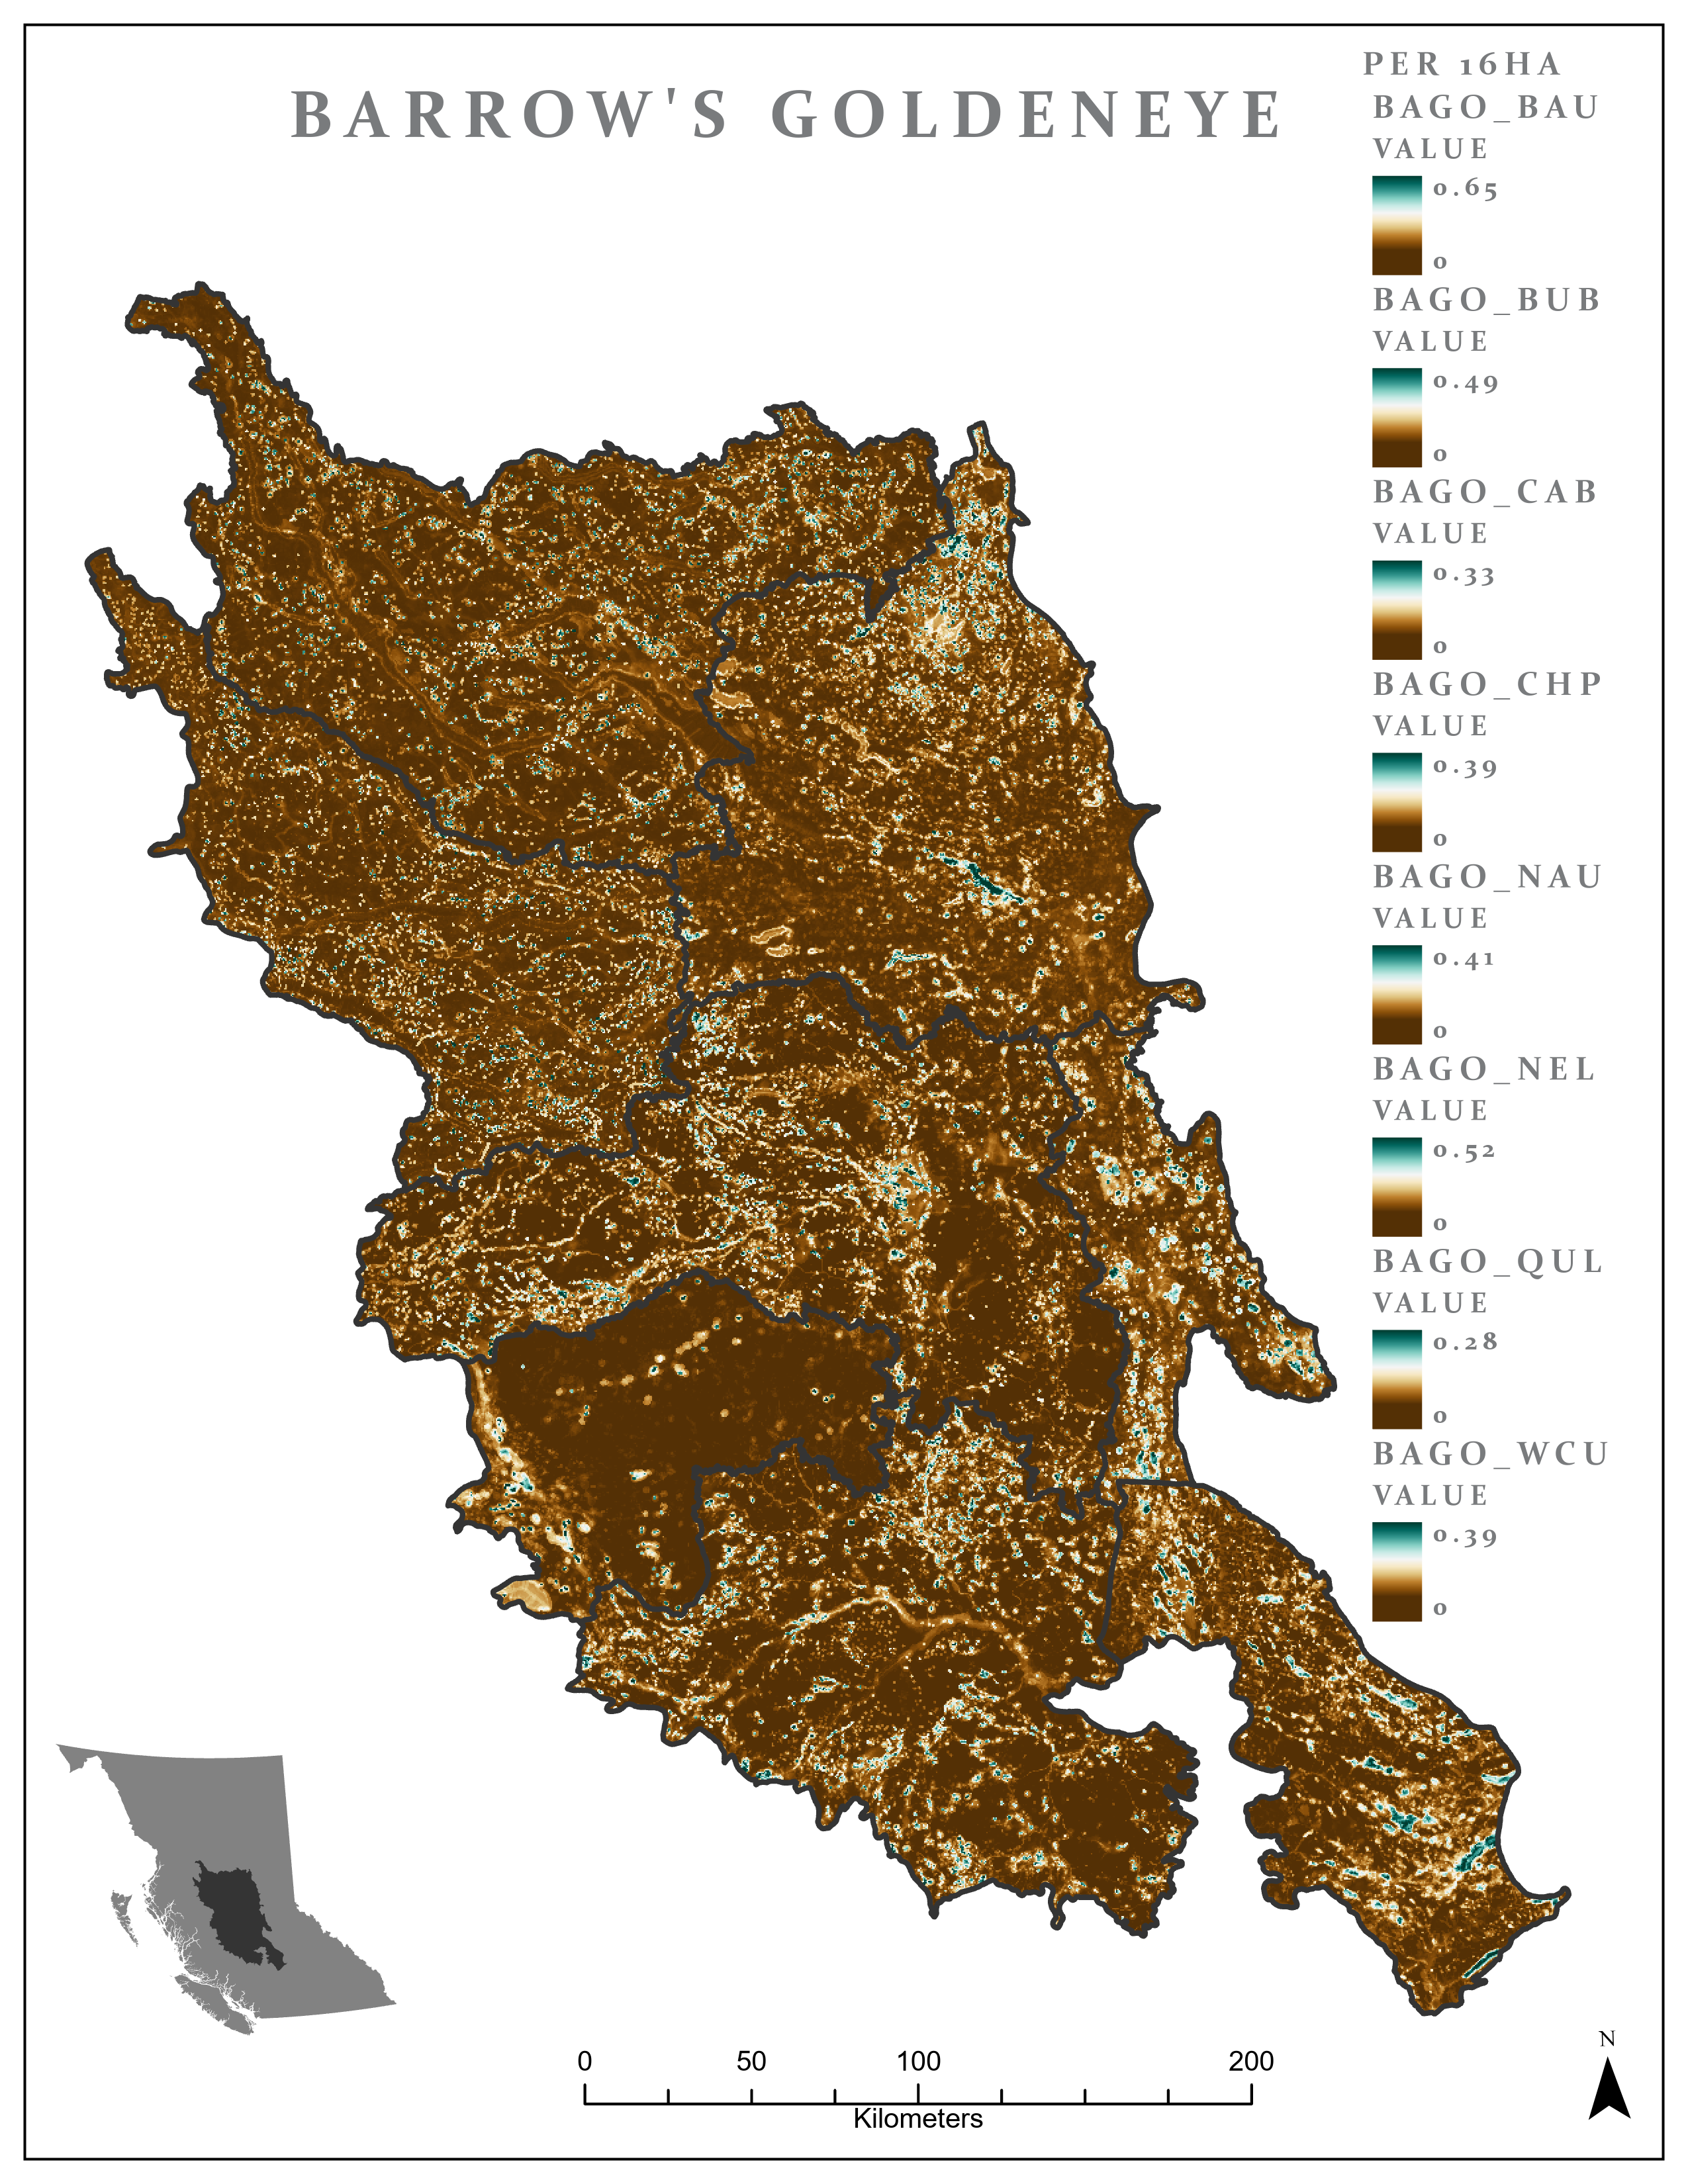 BARROW'S GOLDENEYE
PER 16HA
BAGO_BAU
VALUE
0.65
0
BAGO_BUB
VALUE
0.49
0
BAGO_CAB
VALUE
0.33
0
BAGO_CHP
VALUE
0.39
0
BAGO_NAU
VALUE
0.41
0
BAGO_NEL
VALUE
0.52
0
BAGO_QUL
VALUE
0.28
0
BAGO_WCU
VALUE
0.39
0
N
0 50 100 200
Kilometers